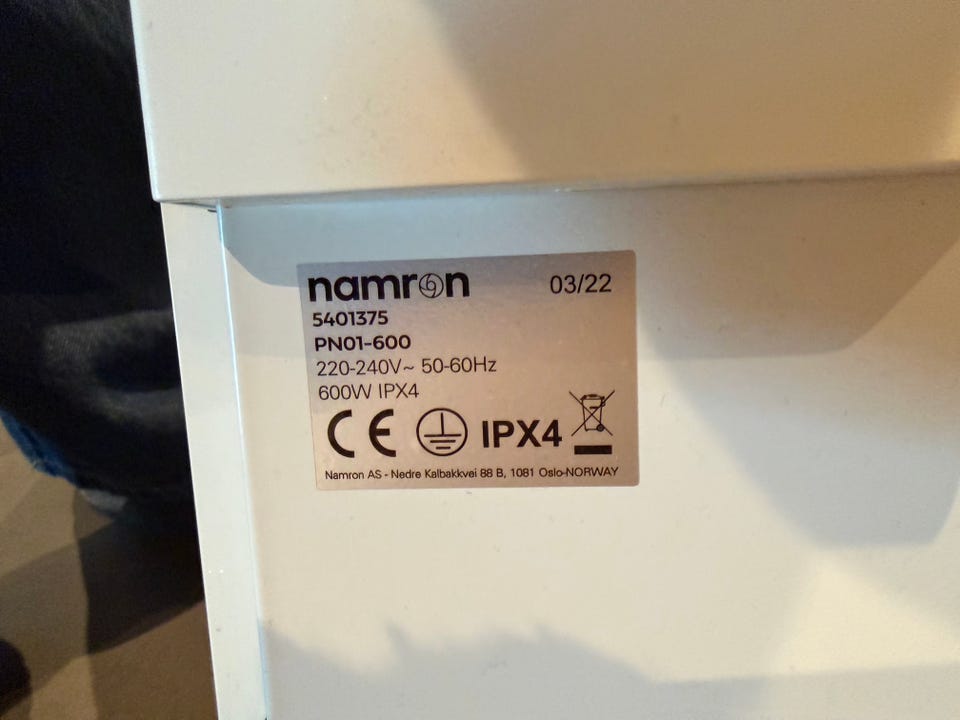 namron 03/22
5401375
PN01-600
220-240V~ 50-60Hz
600W IPX4
CE IPX4
Namron AS - Nedre Kalbakkvei 88 B, 1081 Oslo-NORWAY